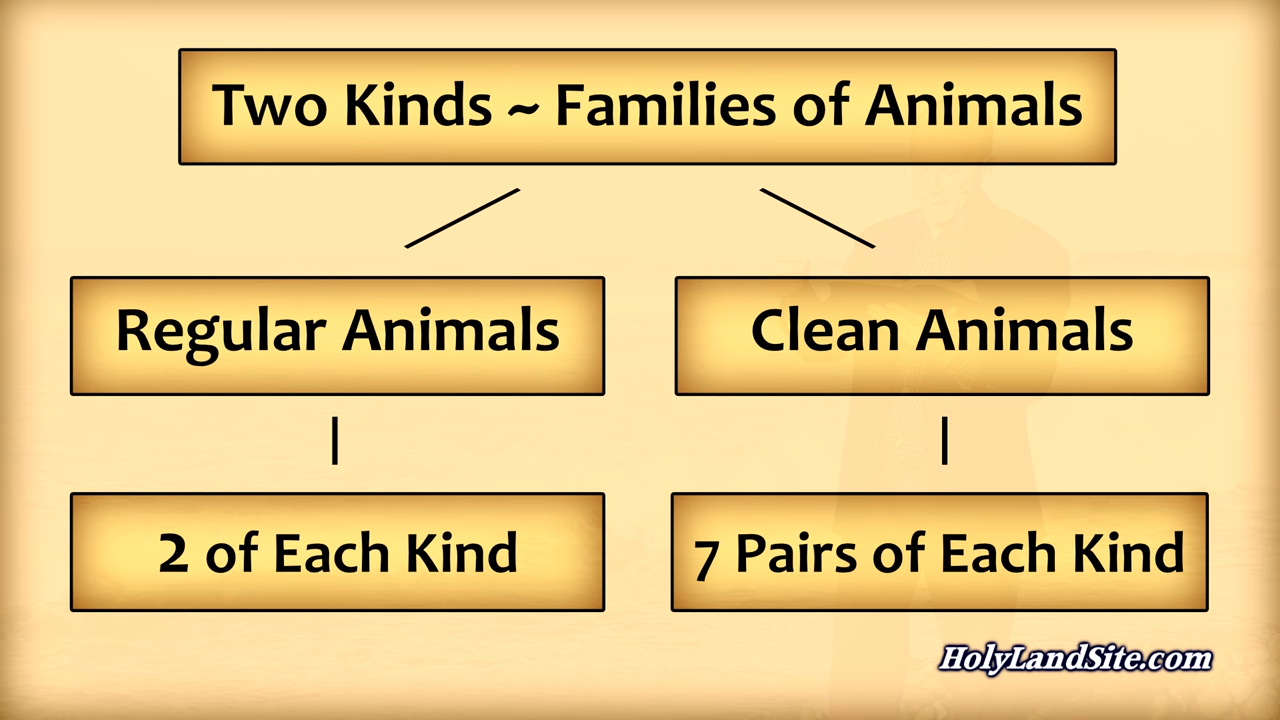 Two Kinds ~ Families of Animals
Regular Animals
Clean Animals
2 of Each Kind
7 Pairs of Each Kind
HolyLandSite.com